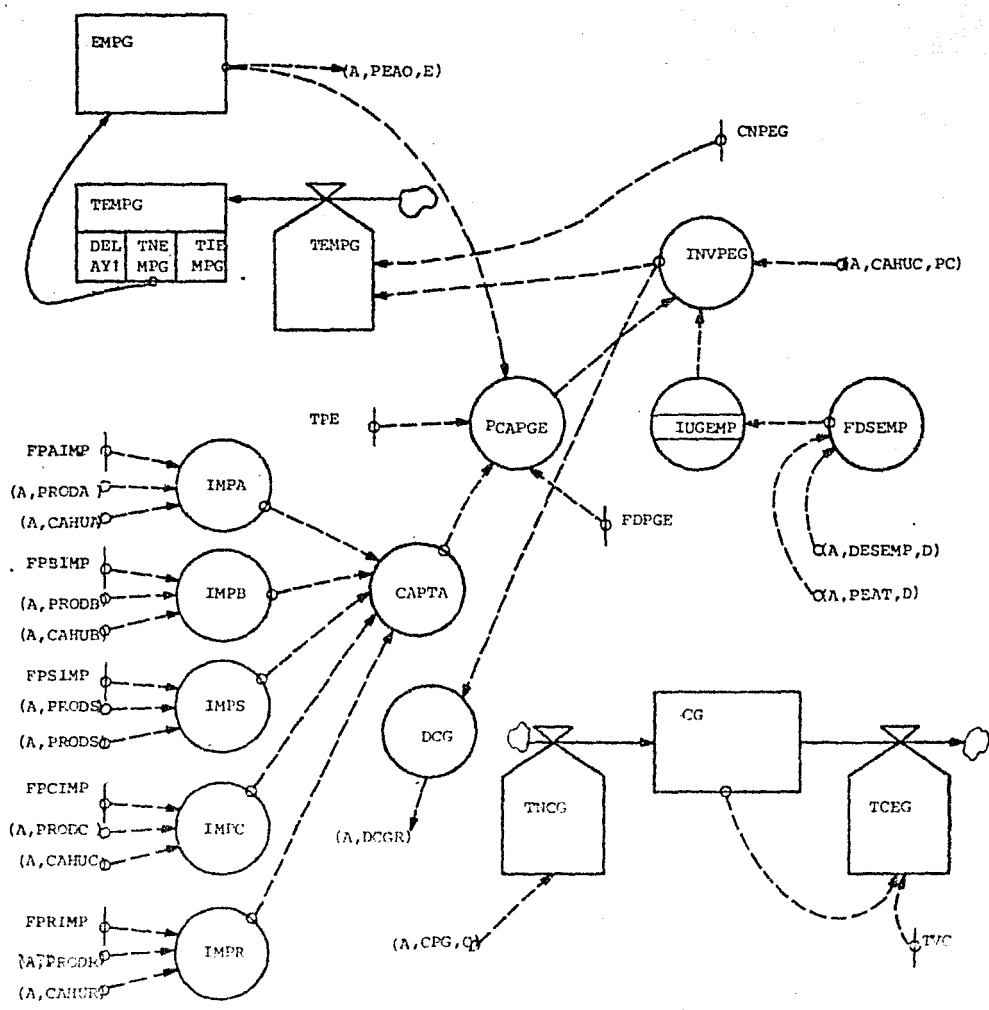 EMPG
(A,PEAO,E)
CNPEG
TEMPG
DEL
AY1
TNE
MPG
TIE
MPG
TEMPG
INVPEG
(A,CAHUC,PC)
TPE
PCAPGE
IUGEMP
FDSEMP
FPAIMP
(A,PRODA)
(A,CAHUA)
IMPA
FDPGE
(A,DESEMP,D)
(A,PEAT,D)
FPBIMP
(A,PRODB)
(A,CAHUB)
IMPB
CAPTA
FPSIMP
(A,PRODS)
(A,PRODS)
IMPS
DCG
(A,DCGR)
CG
TNCG
TCEG
FPCIMP
(A,PRODC)
(A,CAHUC)
IMPC
FPRIMP
(A,PRODR)
(A,CAHUR)
IMPR
(A,CPG,Q)
TVC